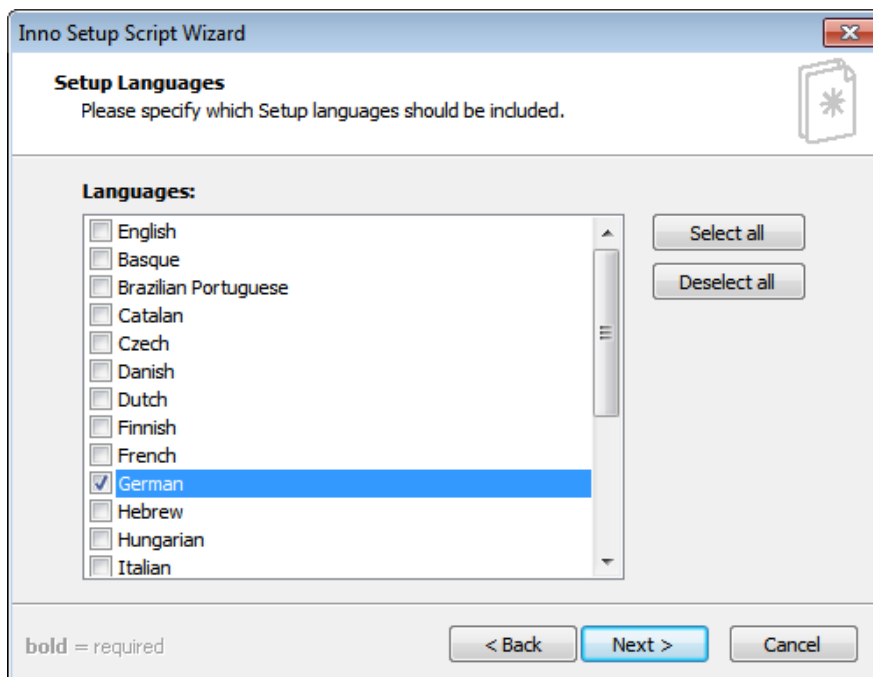 Inno Setup Script Wizard
Setup Languages
Please specify which Setup languages should be included.
Languages:
English
Basque
Brazilian Portuguese
Catalan
Czech
Danish
Dutch
Finnish
French
German
Hebrew
Hungarian
Italian
Select all
Deselect all
bold = required
< Back
Next >
Cancel